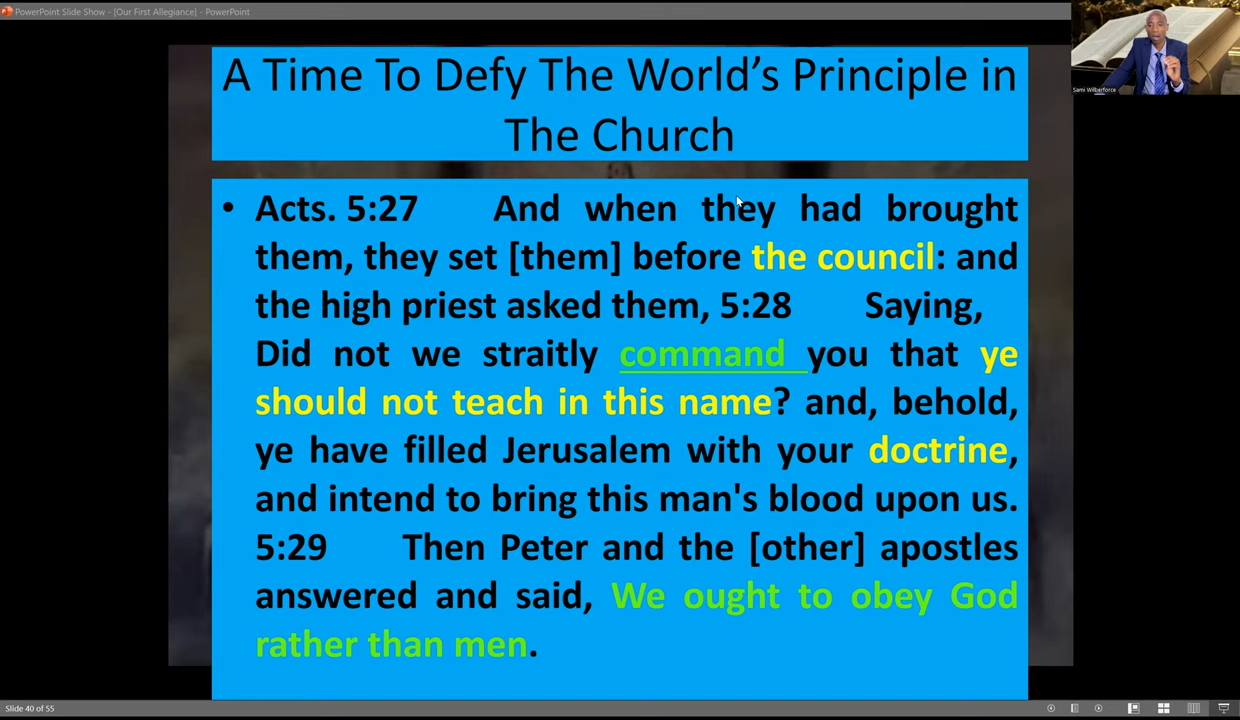 PowerPoint Slide Show - [Our First Allegiance] - PowerPoint
Sami Wilberforce
A Time To Defy The World’s Principle in
The Church
• Acts. 5:27 And when they had brought
them, they set [them] before the council: and
the high priest asked them, 5:28 Saying,
Did not we straitly command you that ye
should not teach in this name? and, behold,
ye have filled Jerusalem with your doctrine,
and intend to bring this man's blood upon us.
5:29 Then Peter and the [other] apostles
answered and said, We ought to obey God
rather than men.
Slide 40 of 55